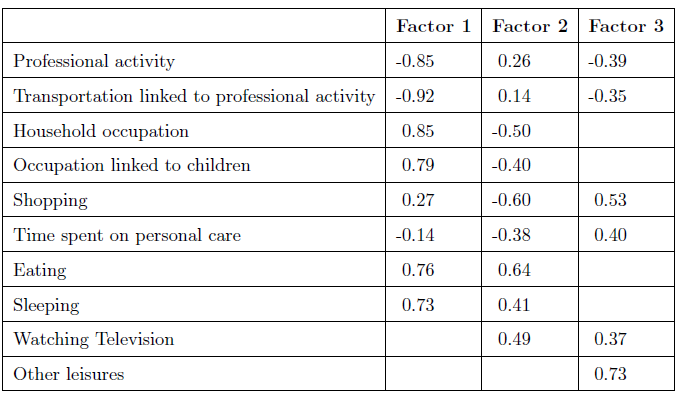 Factor 1 Factor 2 Factor 3
Professional activity -0.85 0.26 -0.39
Transportation linked to professional activity -0.92 0.14 -0.35
Household occupation 0.85 -0.50
Occupation linked to children 0.79 -0.40
Shopping 0.27 -0.60 0.53
Time spent on personal care -0.14 -0.38 0.40
Eating 0.76 0.64
Sleeping 0.73 0.41
Watching Television 0.49 0.37
Other leisures 0.73